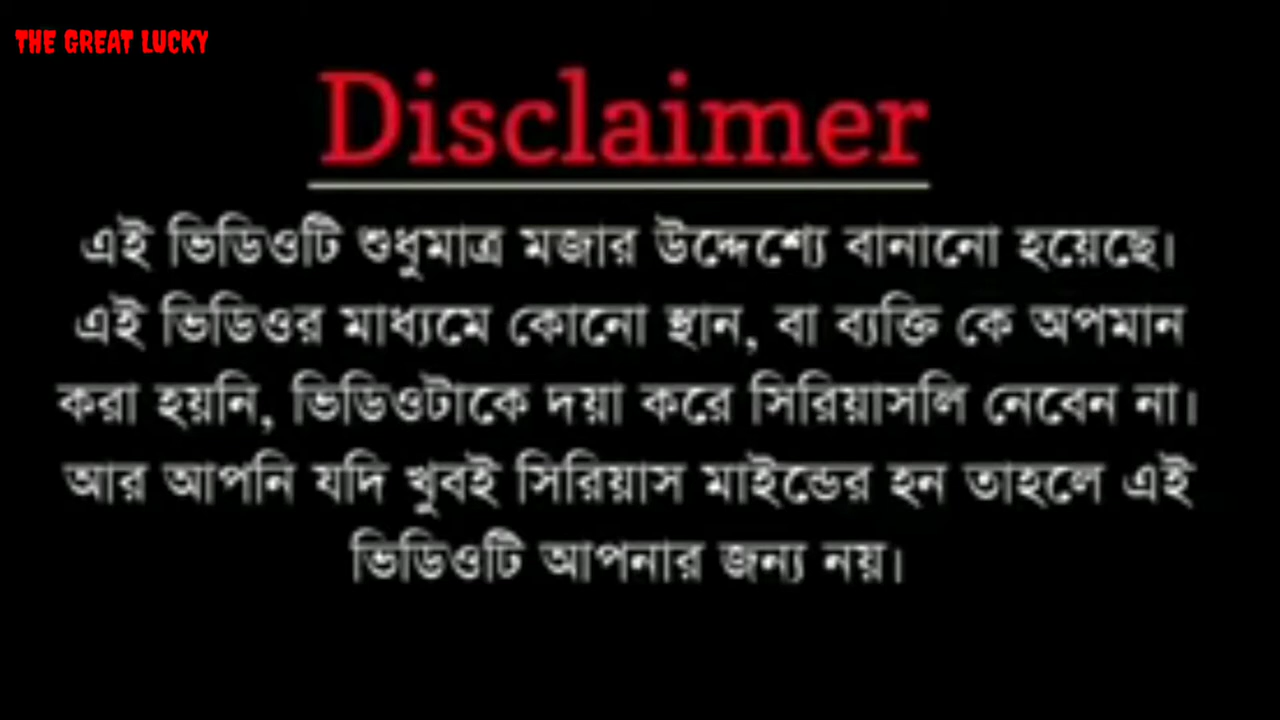 THE GREAT LUCKY
Disclaimer
এই ভিডিওটি শুধুমাত্র মজার উদ্দেশ্যে বানানো হয়েছে।
এই ভিডিওর মাধ্যমে কোনো স্থান, বা ব্যক্তি কে অপমান
করা হয়নি, ভিডিওটাকে দয়া করে সিরিয়াসলি নেবেন না।
আর আপনি যদি খুবই সিরিয়াস মাইন্ডের হন তাহলে এই
ভিডিওটি আপনার জন্য নয়।